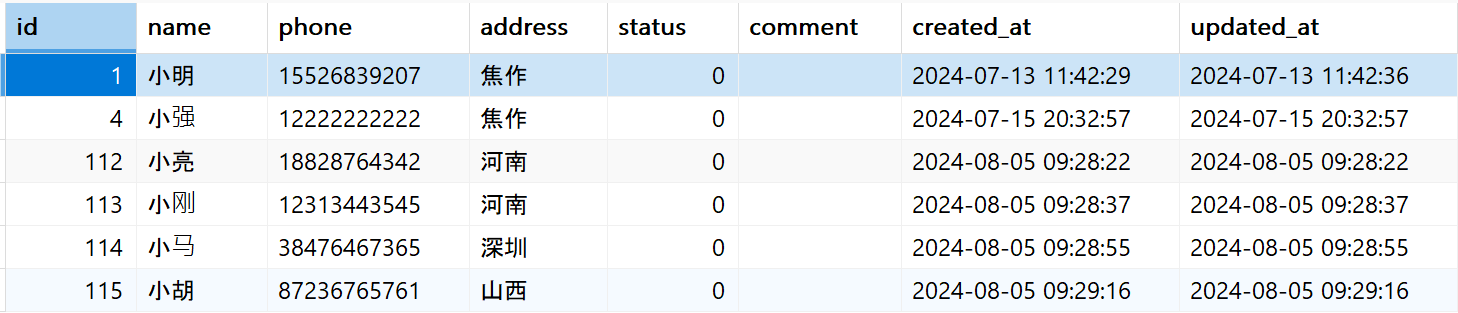 id name phone address status comment created_at updated_at
1 小明 15526839207 焦作 0 2024-07-13 11:42:29 2024-07-13 11:42:36
4 小强 12222222222 焦作 0 2024-07-15 20:32:57 2024-07-15 20:32:57
112 小亮 18828764342 河南 0 2024-08-05 09:28:22 2024-08-05 09:28:22
113 小刚 12313443545 河南 0 2024-08-05 09:28:37 2024-08-05 09:28:37
114 小马 38476467365 深圳 0 2024-08-05 09:28:55 2024-08-05 09:28:55
115 小胡 87236765761 山西 0 2024-08-05 09:29:16 2024-08-05 09:29:16